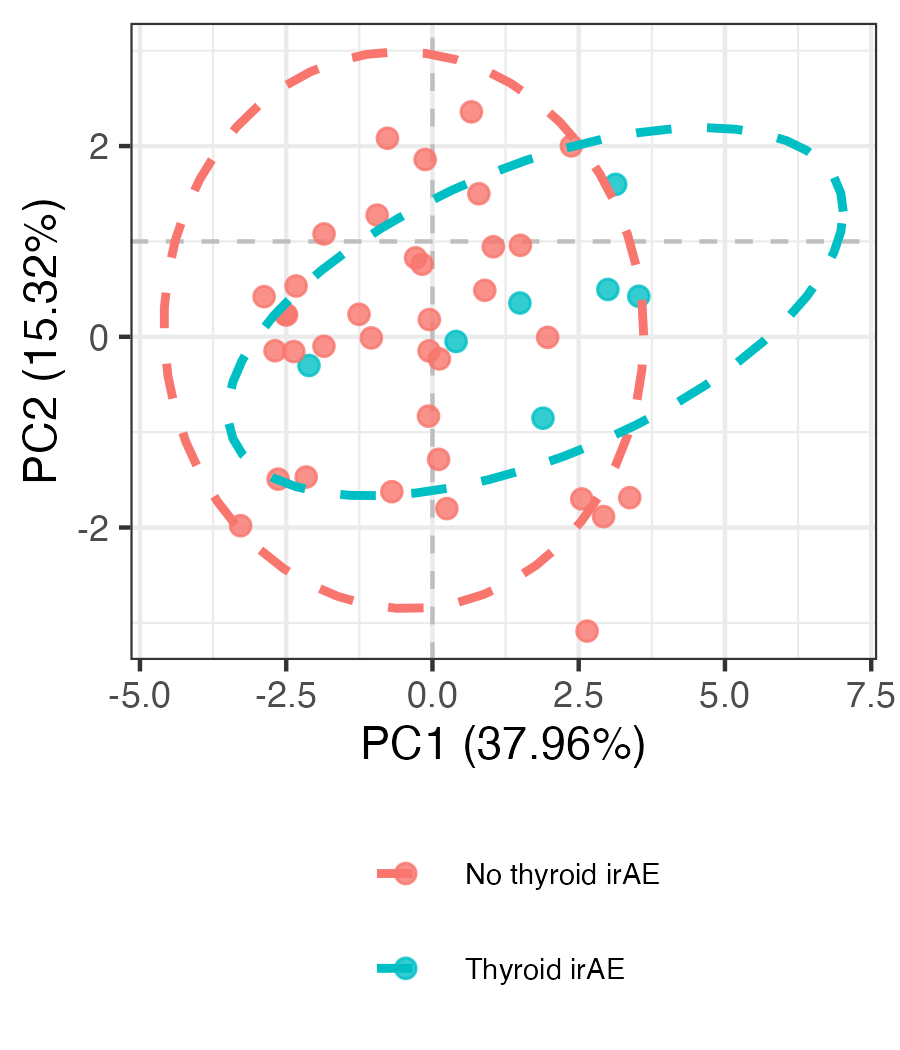 PC2 (15.32%)
2
0
-2
-5.0 -2.5 0.0 2.5 5.0 7.5
PC1 (37.96%)
No thyroid irAE
Thyroid irAE